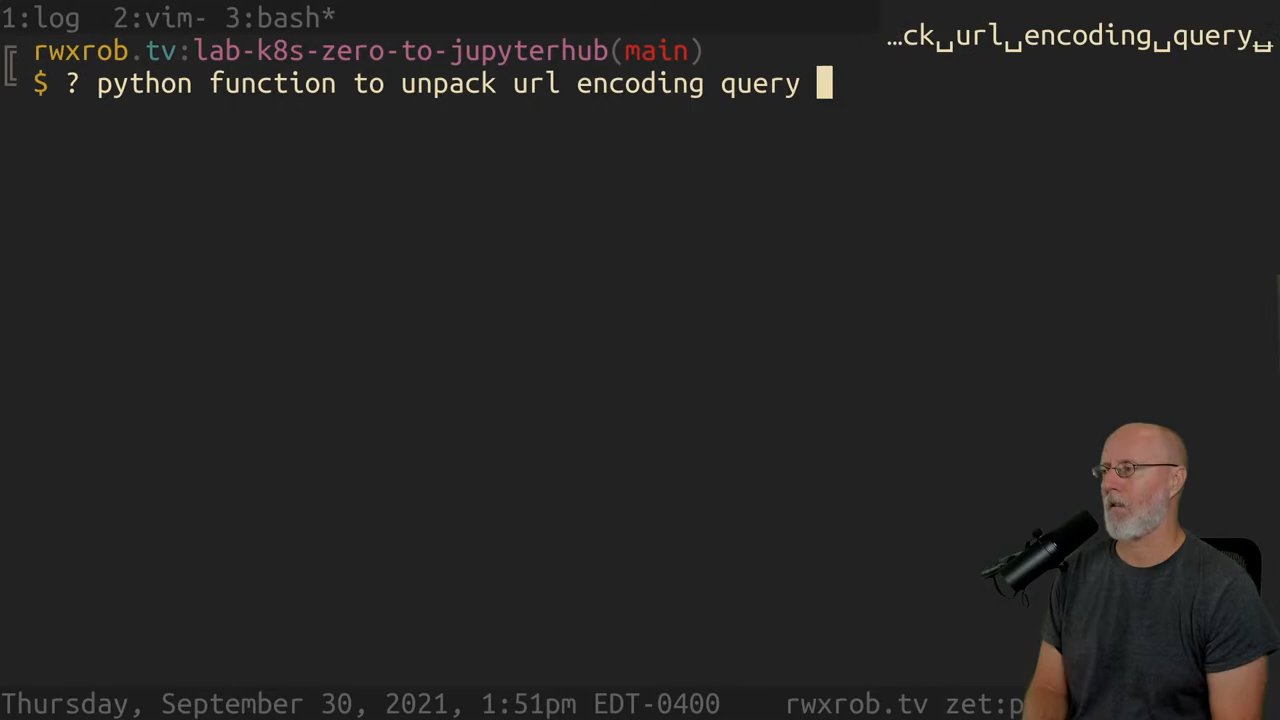 1:log  2:vim- 3:bash*
…ck␣url␣encoding␣query␣
rwxrob.tv:lab-k8s-zero-to-jupyterhub(main)
$ ? python function to unpack url encoding query
Thursday, September 30, 2021, 1:51pm EDT-0400    rwxrob.tv zet:p